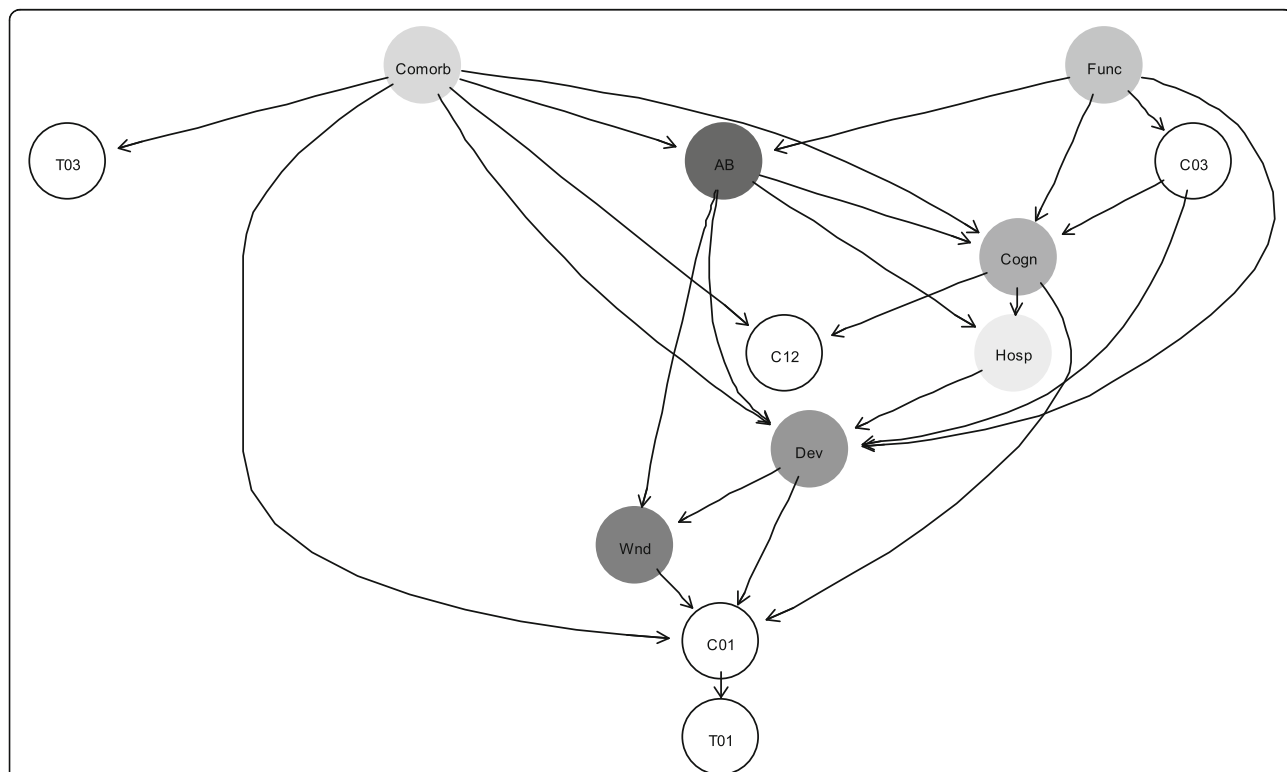 Comorb
Func
T03
AB
C03
Cogn
C12
Hosp
Dev
Wnd
C01
T01